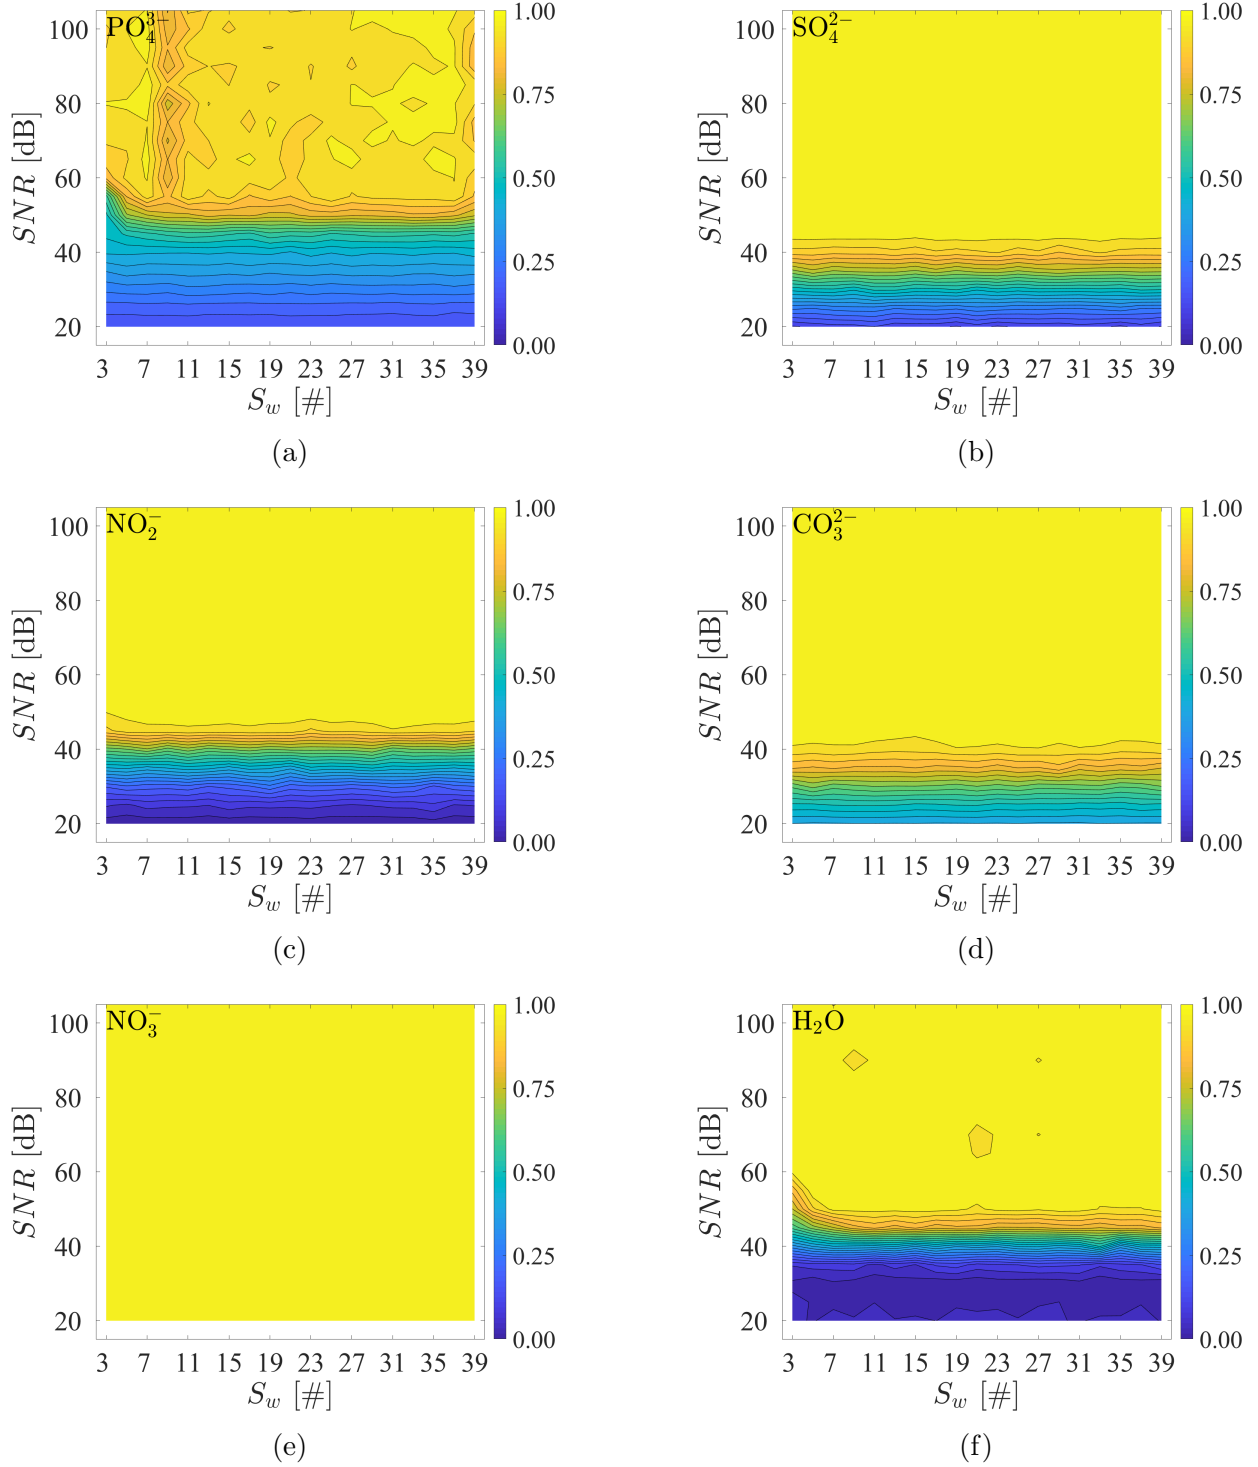 PO₄³⁻
SNR [dB]
100
80
60
40
20
3 7 11 15 19 23 27 31 35 39
S_w [#]
1.00
0.75
0.50
0.25
0.00
(a)
SO₄²⁻
SNR [dB]
100
80
60
40
20
3 7 11 15 19 23 27 31 35 39
S_w [#]
1.00
0.75
0.50
0.25
0.00
(b)
NO₂⁻
SNR [dB]
100
80
60
40
20
3 7 11 15 19 23 27 31 35 39
S_w [#]
1.00
0.75
0.50
0.25
0.00
(c)
CO₃²⁻
SNR [dB]
100
80
60
40
20
3 7 11 15 19 23 27 31 35 39
S_w [#]
1.00
0.75
0.50
0.25
0.00
(d)
NO₃⁻
SNR [dB]
100
80
60
40
20
3 7 11 15 19 23 27 31 35 39
S_w [#]
1.00
0.75
0.50
0.25
0.00
(e)
H₂O
SNR [dB]
100
80
60
40
20
3 7 11 15 19 23 27 31 35 39
S_w [#]
1.00
0.75
0.50
0.25
0.00
(f)